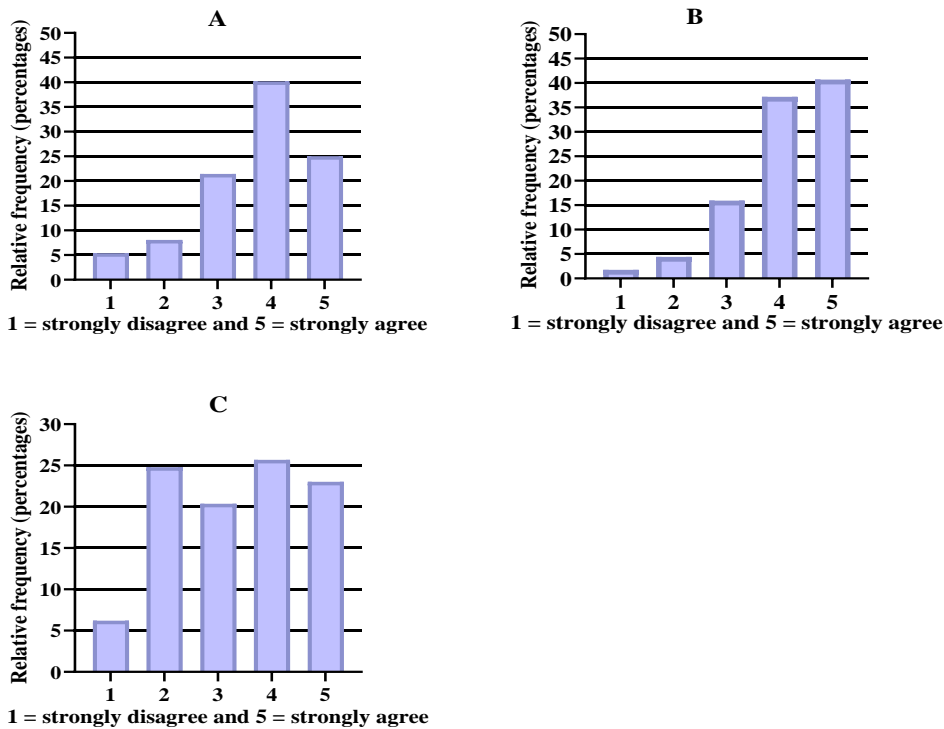 A
Relative frequency (percentages)
50
45
40
35
30
25
20
15
10
5
0
1 2 3 4 5
1 = strongly disagree and 5 = strongly agree
B
Relative frequency (percentages)
50
45
40
35
30
25
20
15
10
5
0
1 2 3 4 5
1 = strongly disagree and 5 = strongly agree
C
Relative frequency (percentages)
30
25
20
15
10
5
0
1 2 3 4 5
1 = strongly disagree and 5 = strongly agree